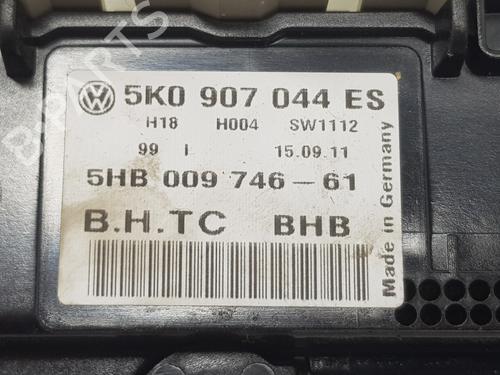 5K0 907 044 ES
H18 H004 SW1112
99 I 15.09.11
5HB 009 746-61
B.H.TC BHB
Made in Germany
B-PARTS